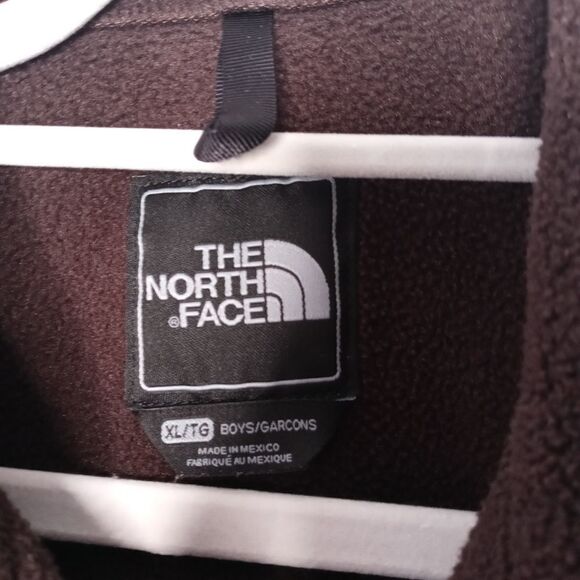 THE
NORTH
®FACE
XL/TG BOYS/GARCONS
MADE IN MEXICO
FABRIQUÉ AU MEXIQUE